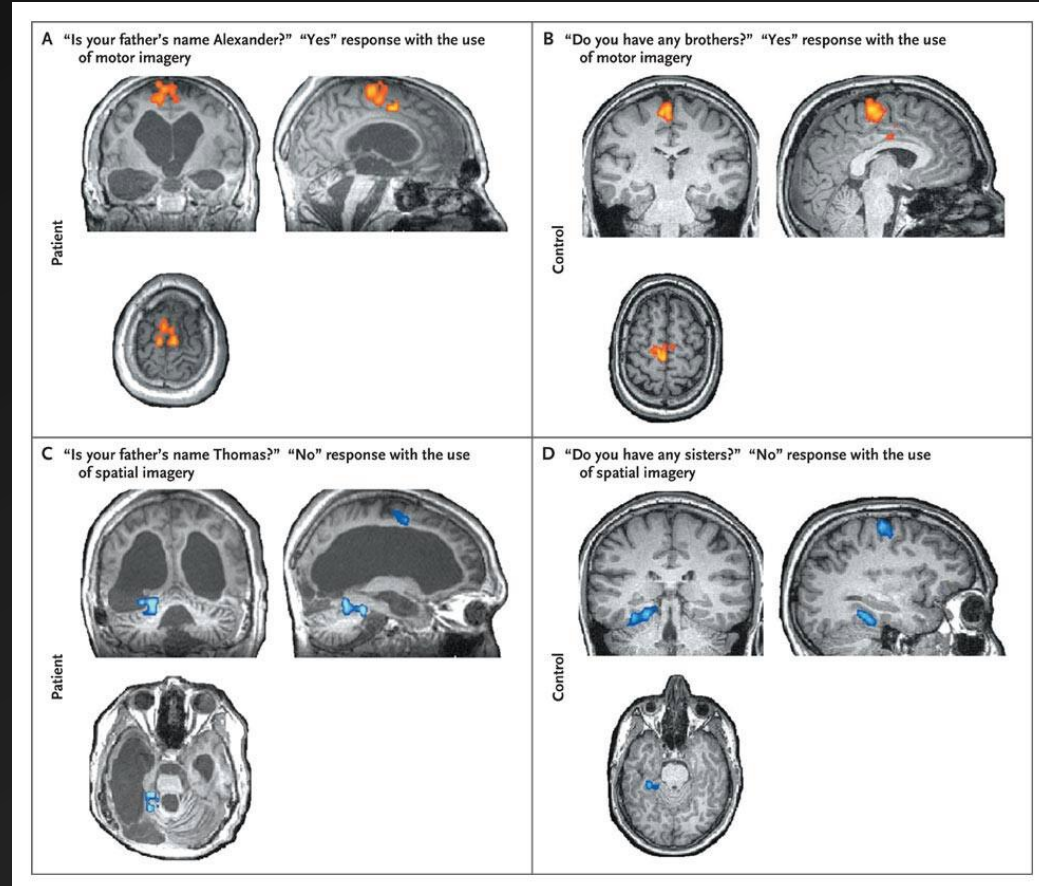 A "Is your father's name Alexander?" "Yes" response with the use
of motor imagery
Patient
B "Do you have any brothers?" "Yes" response with the use
of motor imagery
Control
C "Is your father's name Thomas?" "No" response with the use
of spatial imagery
Patient
D "Do you have any sisters?" "No" response with the use
of spatial imagery
Control